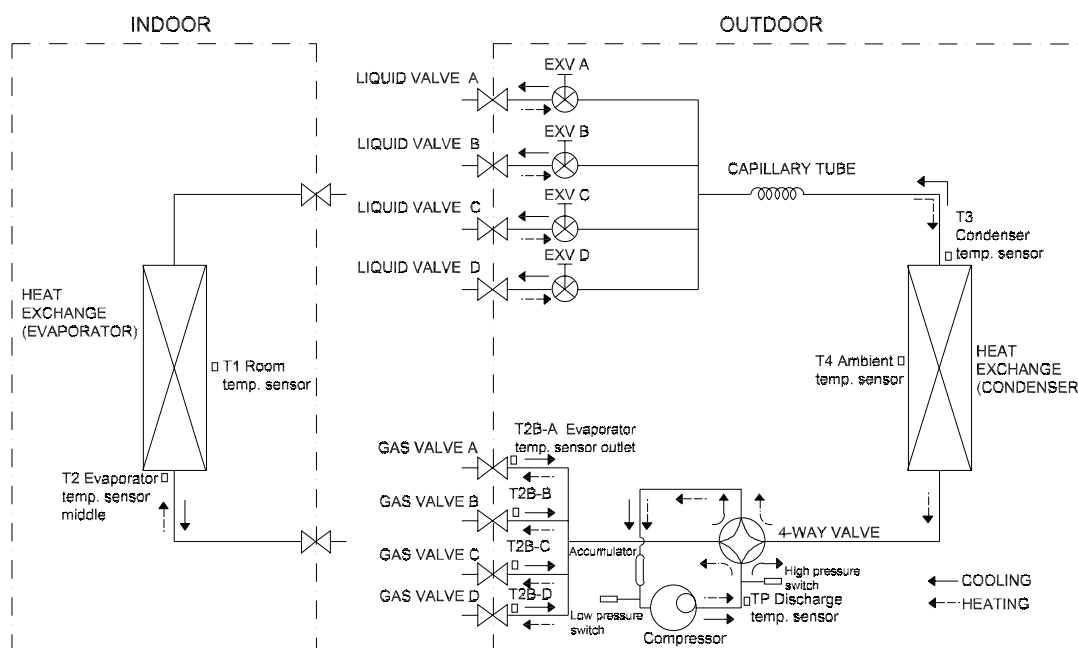 INDOOR
OUTDOOR
LIQUID VALVE A
EXV A
LIQUID VALVE B
EXV B
LIQUID VALVE C
EXV C
LIQUID VALVE D
EXV D
CAPILLARY TUBE
T3
Condenser
temp. sensor
HEAT
EXCHANGE
(EVAPORATOR)
T1 Room
temp. sensor
T4 Ambient
temp. sensor
HEAT
EXCHANGE
(CONDENSER
T2 Evaporator
temp. sensor
middle
GAS VALVE A
T2B-A Evaporator
temp. sensor outlet
GAS VALVE B
T2B-B
GAS VALVE C
T2B-C
GAS VALVE D
T2B-D
Accumulator
4-WAY VALVE
High pressure
switch
Low pressure
switch
TP Discharge
temp. sensor
Compressor
COOLING
HEATING